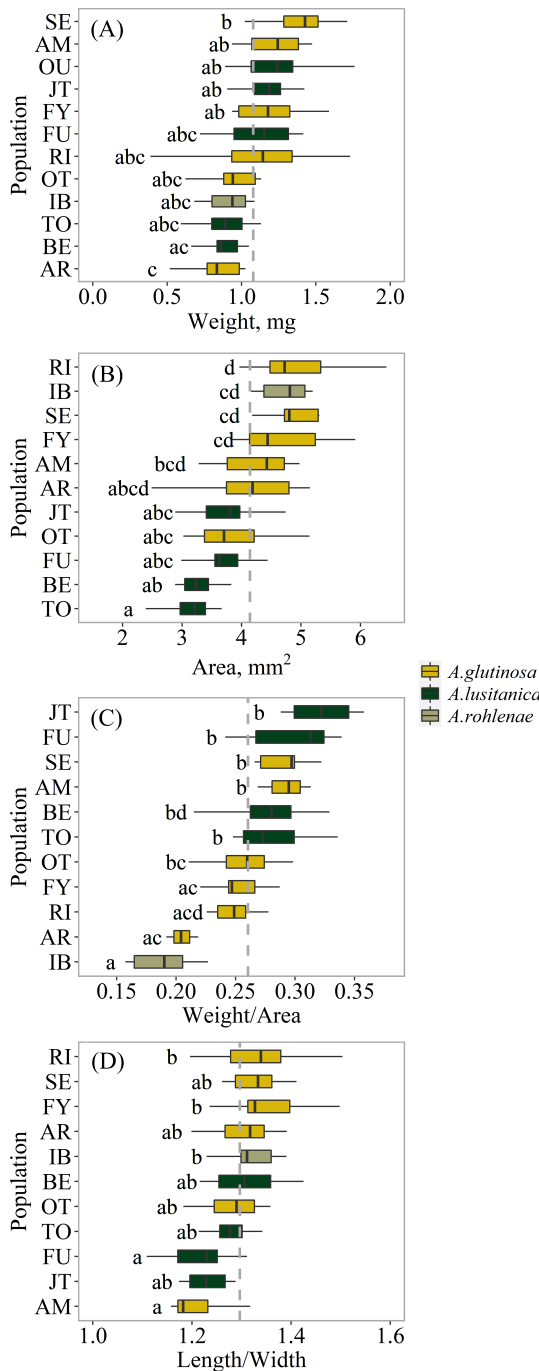 (A)
Population
SE b
AM ab
OU ab
JT ab
FY ab
FU abc
RI abc
OT abc
IB abc
TO abc
BE ac
AR c
0.0 0.5 1.0 1.5 2.0
Weight, mg
(B)
Population
RI d
IB cd
SE cd
FY cd
AM bcd
AR abcd
JT abc
OT abc
FU abc
BE ab
TO a
2 3 4 5 6
Area, mm²
A.glutinosa
A.lusitanica
A.rohlenae
(C)
Population
JT b
FU b
SE b
AM b
BE bd
TO b
OT bc
FY ac
RI acd
AR ac
IB a
0.15 0.20 0.25 0.30 0.35
Weight/Area
(D)
Population
RI b
SE ab
FY b
AR ab
IB b
BE ab
OT ab
TO ab
FU a
JT ab
AM a
1.0 1.2 1.4 1.6
Length/Width